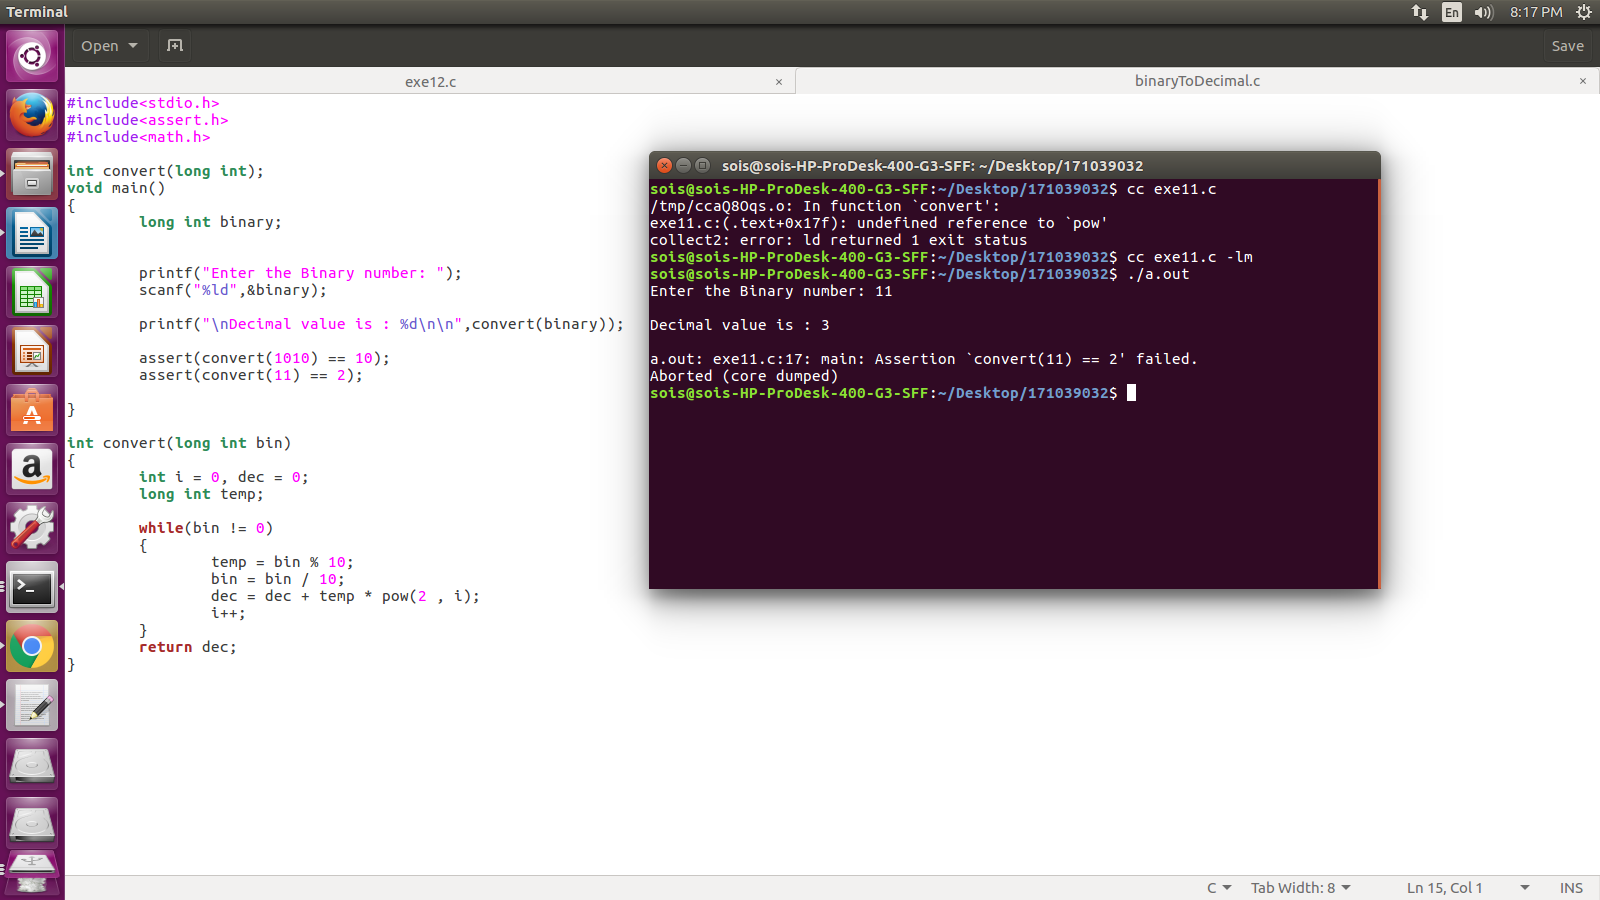 Terminal
En
8:17 PM
Open
Save
exe12.c
×
binaryToDecimal.c
×
#include<stdio.h>
#include<assert.h>
#include<math.h>
int convert(long int);
void main()
{
long int binary;
printf("Enter the Binary number: ");
scanf("%ld",&binary);
printf("\nDecimal value is : %d\n\n",convert(binary));
assert(convert(1010) == 10);
assert(convert(11) == 2);
}
int convert(long int bin)
{
int i = 0, dec = 0;
long int temp;
while(bin != 0)
{
temp = bin % 10;
bin = bin / 10;
dec = dec + temp * pow(2 , i);
i++;
}
return dec;
}
sois@sois-HP-ProDesk-400-G3-SFF: ~/Desktop/171039032
sois@sois-HP-ProDesk-400-G3-SFF:~/Desktop/171039032$ cc exe11.c
/tmp/ccaQ8Oqs.o: In function `convert':
exe11.c:(.text+0x17f): undefined reference to `pow'
collect2: error: ld returned 1 exit status
sois@sois-HP-ProDesk-400-G3-SFF:~/Desktop/171039032$ cc exe11.c -lm
sois@sois-HP-ProDesk-400-G3-SFF:~/Desktop/171039032$ ./a.out
Enter the Binary number: 11
Decimal value is : 3
a.out: exe11.c:17: main: Assertion `convert(11) == 2' failed.
Aborted (core dumped)
sois@sois-HP-ProDesk-400-G3-SFF:~/Desktop/171039032$
C
Tab Width: 8
Ln 15, Col 1
INS